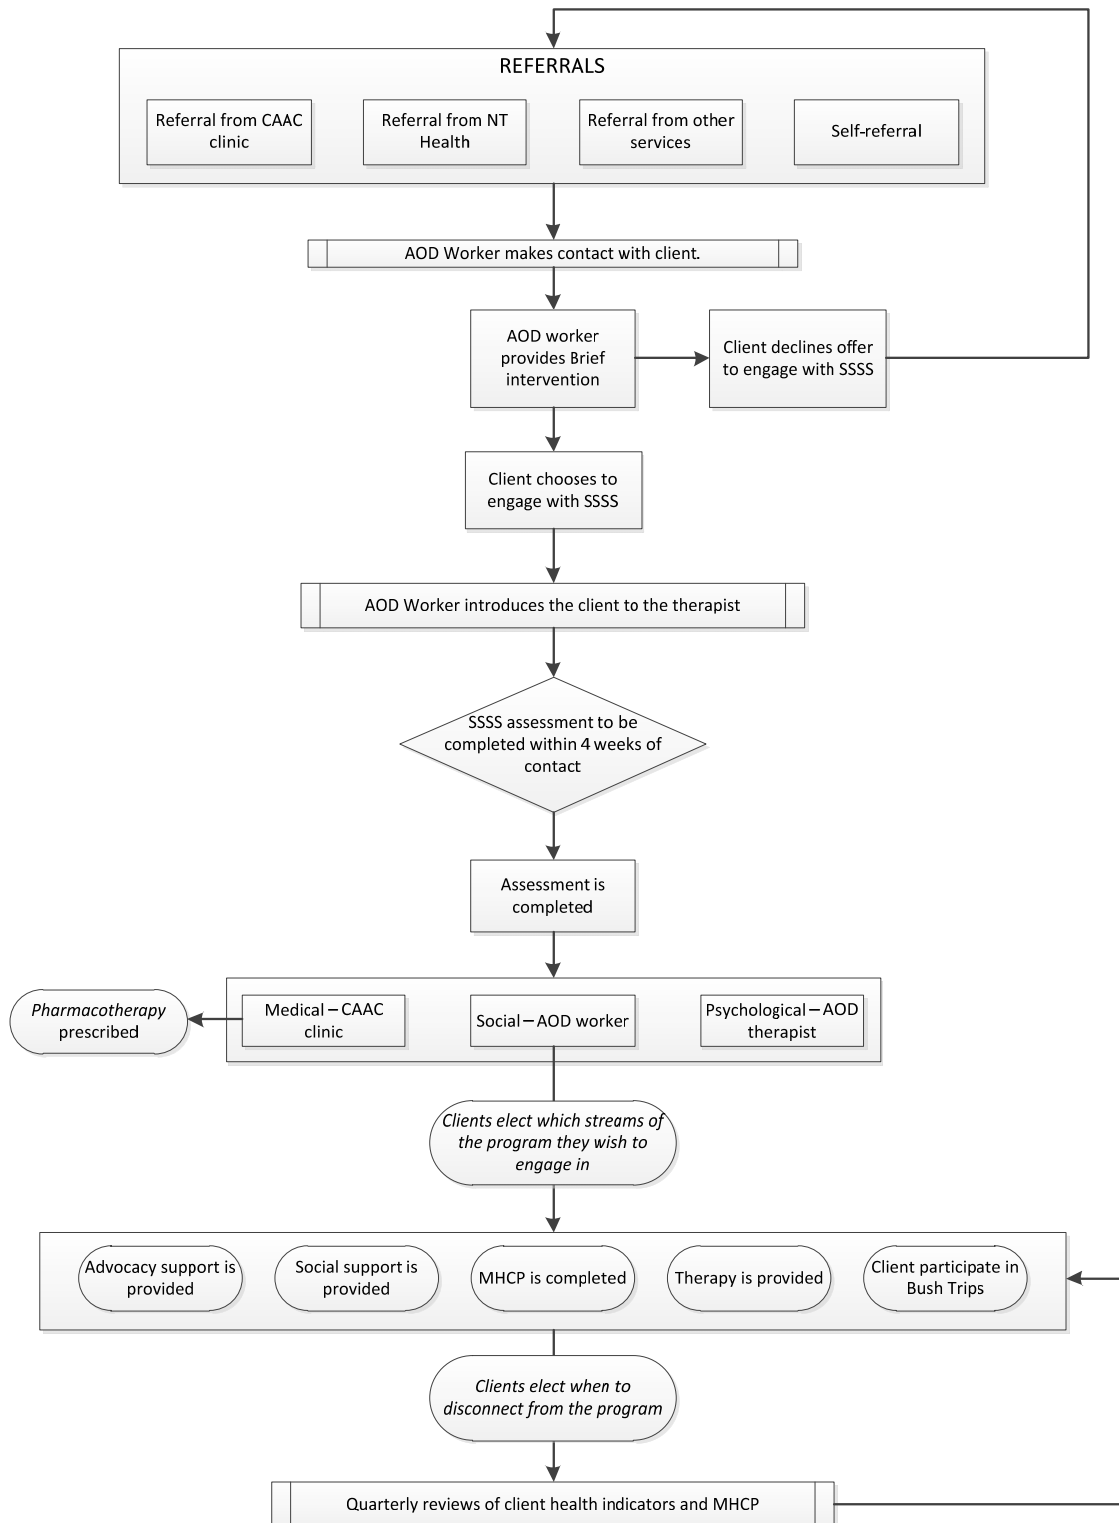 REFERRALS
Referral from CAAC
clinic
Referral from NT
Health
Referral from other
services
Self-referral
AOD Worker makes contact with client.
AOD worker
provides Brief
intervention
Client declines offer
to engage with SSSS
Client chooses to
engage with SSSS
AOD Worker introduces the client to the therapist
SSSS assessment to be
completed within 4 weeks of
contact
Assessment is
completed
Pharmacotherapy
prescribed
Medical – CAAC
clinic
Social – AOD worker
Psychological – AOD
therapist
Clients elect which streams of
the program they wish to
engage in
Advocacy support is
provided
Social support is
provided
MHCP is completed
Therapy is provided
Client participate in
Bush Trips
Clients elect when to
disconnect from the program
Quarterly reviews of client health indicators and MHCP